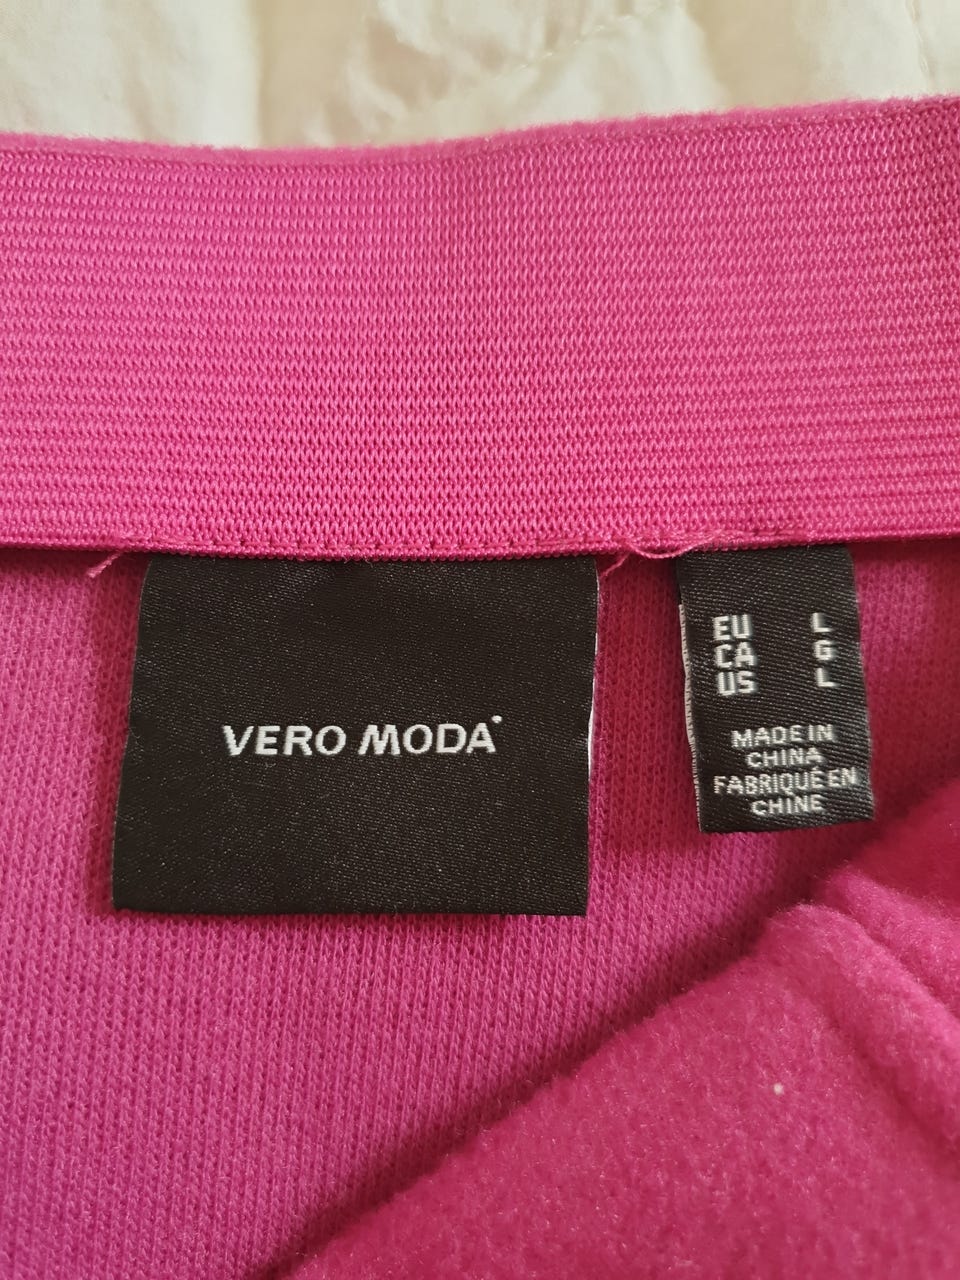 VERO MODA
EU L
CA G
US L
MADE IN
CHINA
FABRIQUÉ EN
CHINE